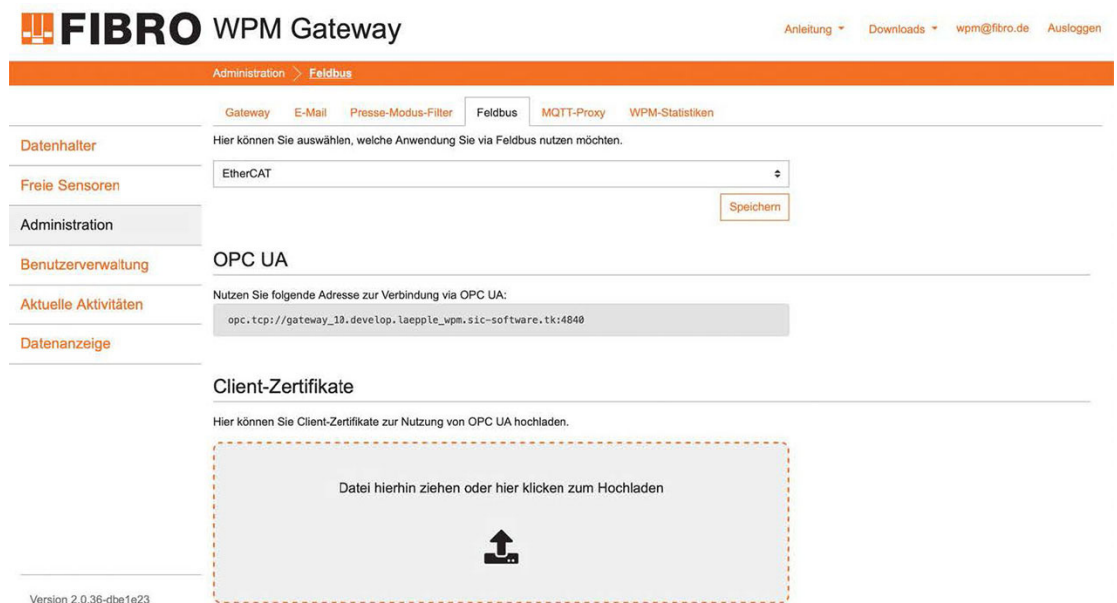 FIBRO WPM Gateway
Anleitung Downloads wpm@fibro.de Ausloggen
Administration Feldbus
Gateway E-Mail Presse-Modus-Filter Feldbus MQTT-Proxy WPM-Statistiken
Datenhalter
Freie Sensoren
Administration
Benutzerverwaltung
Aktuelle Aktivitäten
Datenanzeige
Hier können Sie auswählen, welche Anwendung Sie via Feldbus nutzen möchten.
EtherCAT
Speichern
OPC UA
Nutzen Sie folgende Adresse zur Verbindung via OPC UA:
opc.tcp://gateway_10.develop.laepple_wpm.sic-software.tk:4840
Client-Zertifikate
Hier können Sie Client-Zertifikate zur Nutzung von OPC UA hochladen.
Datei hierhin ziehen oder hier klicken zum Hochladen
Version 2.0.36-dbe1e23